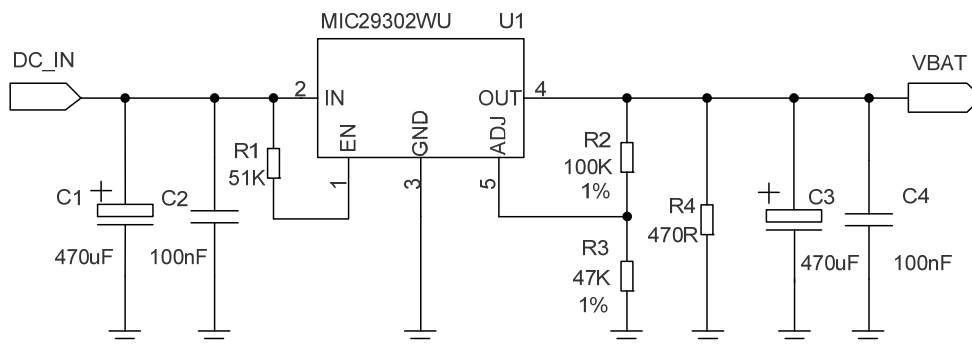 MIC29302WU U1
DC_IN
VBAT
2 IN
OUT 4
EN
GND
ADJ
1
3
5
R1
51K
R2
100K
1%
C1
470uF
C2
100nF
R3
47K
1%
R4
470R
C3
470uF
C4
100nF